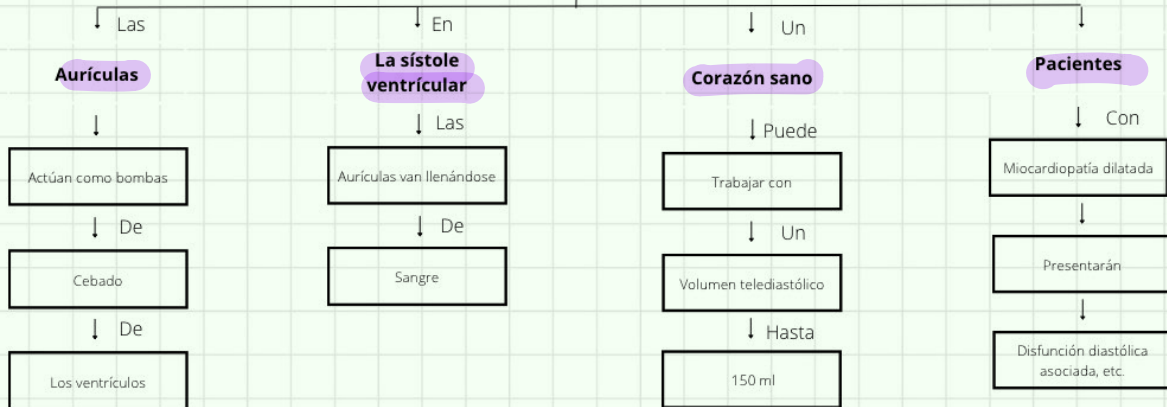 Las
Aurículas
Actúan como bombas
De
Cebado
De
Los ventrículos
En
La sístole
ventrícular
Las
Aurículas van llenándose
De
Sangre
Un
Corazón sano
Puede
Trabajar con
Un
Volumen telediastólico
Hasta
150 ml
Pacientes
Con
Miocardiopatía dilatada
Presentarán
Disfunción diastólica
asociada, etc.